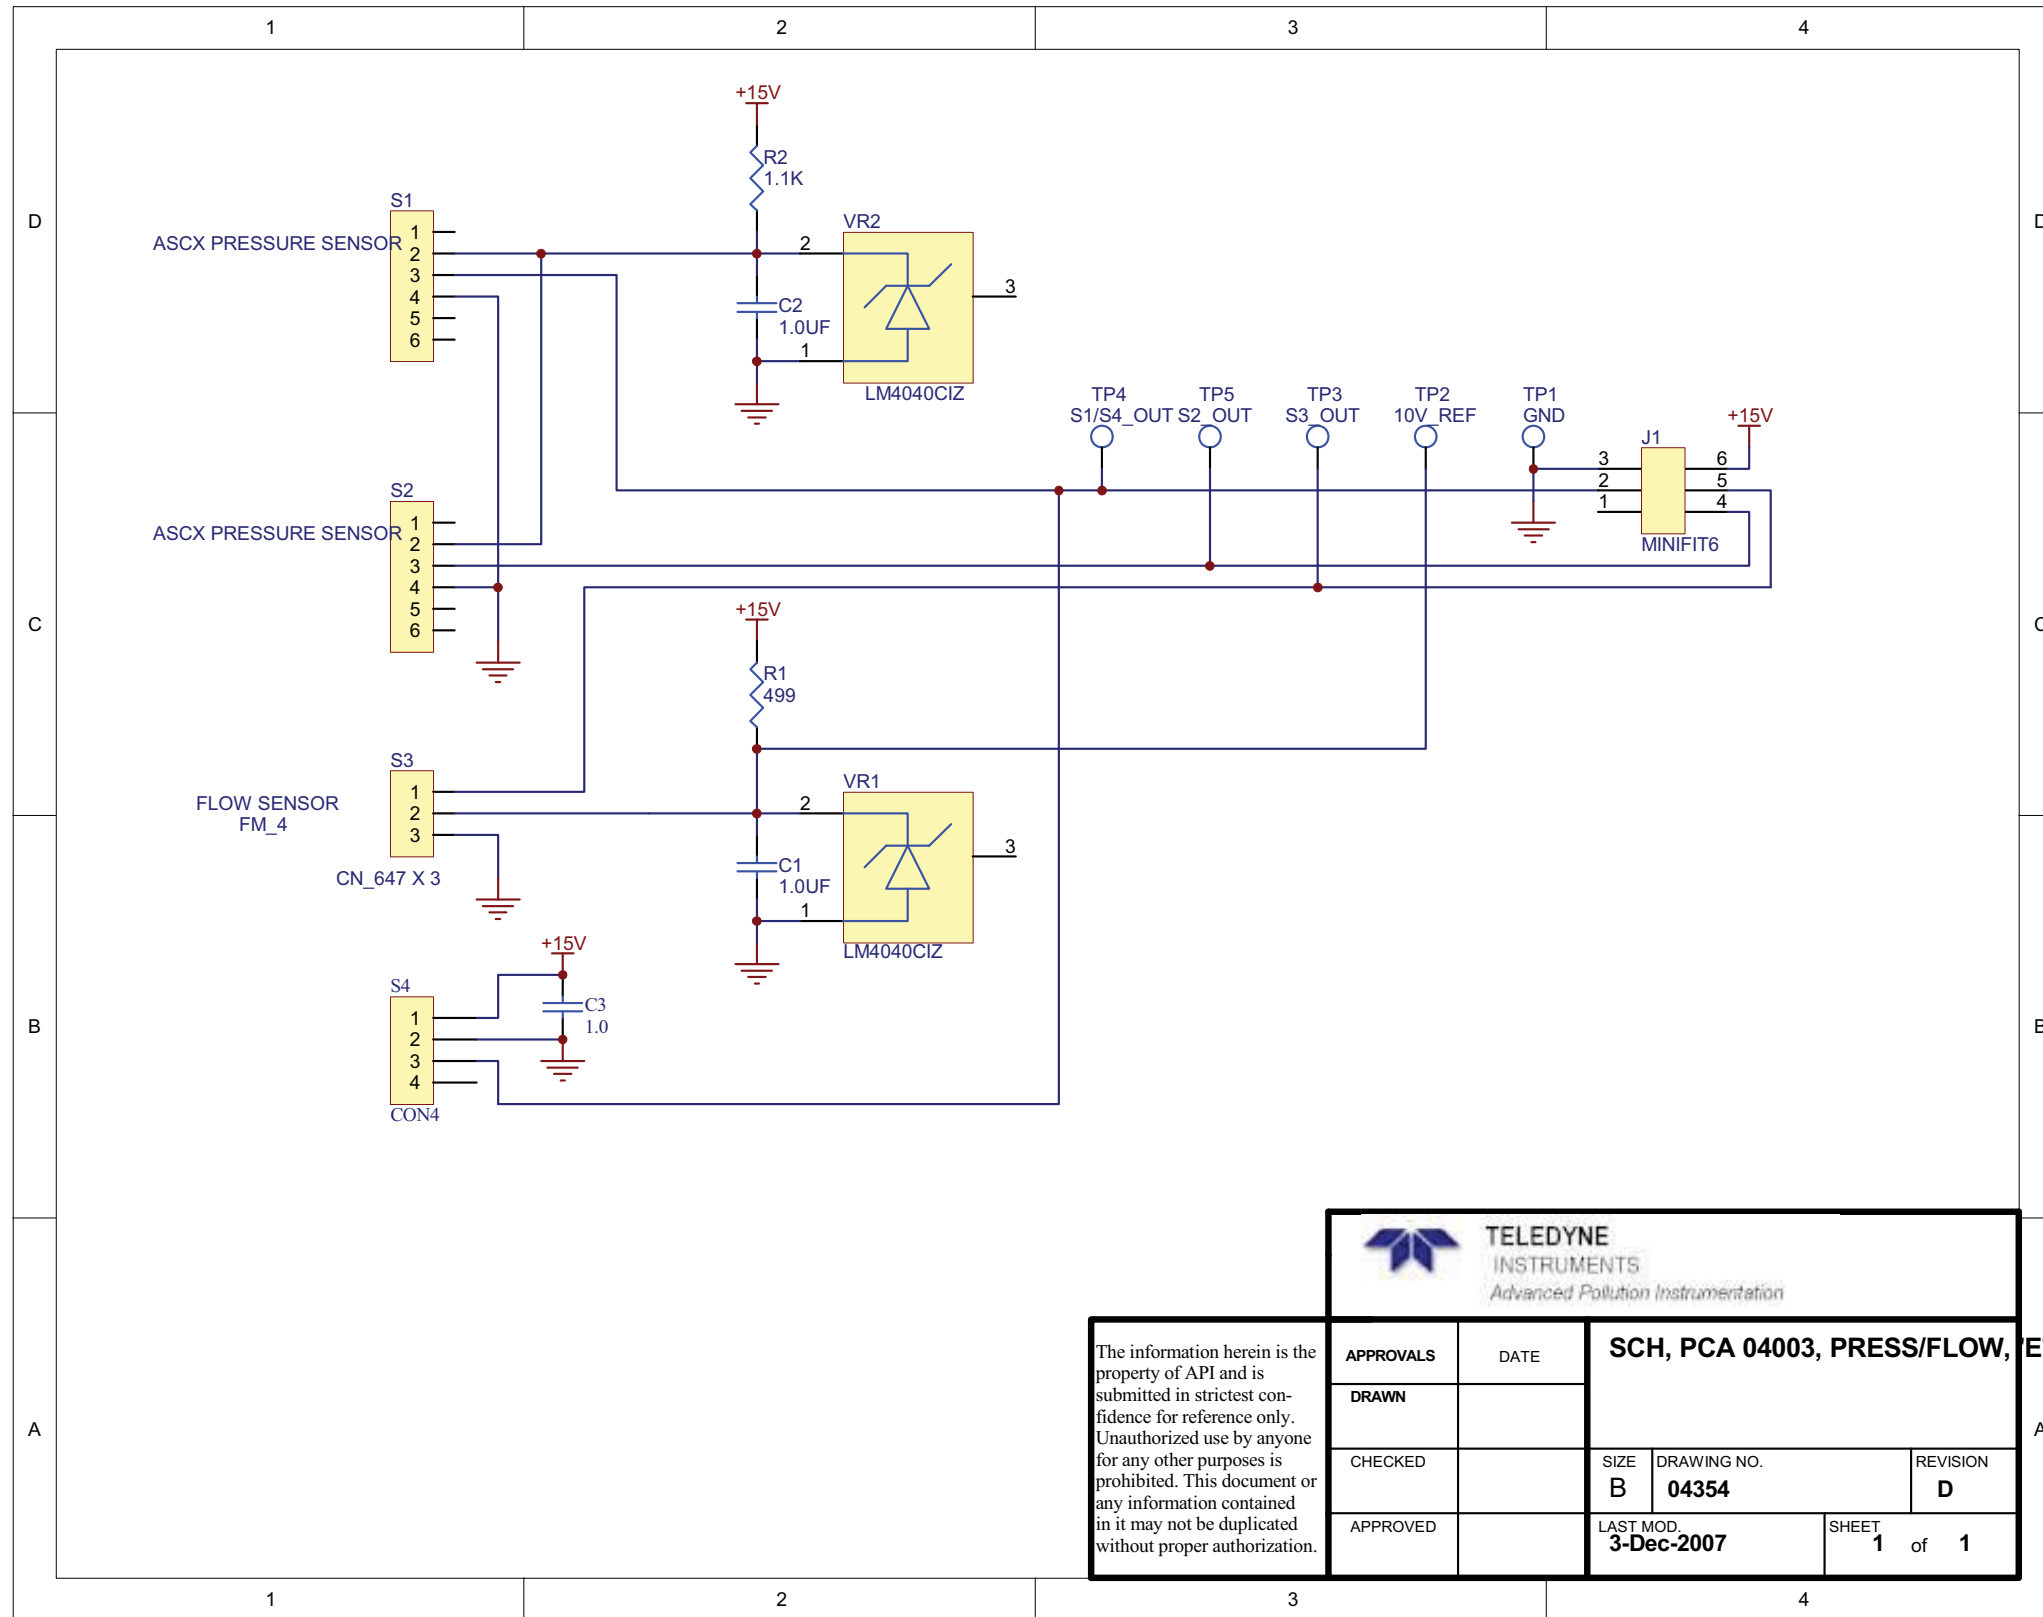 1 2 3 4
+15V
R2
1.1K
S1
VR2
D
D
ASCX PRESSURE SENSOR
1
2
3
4
5
6
2
3
C2
1.0UF
1
LM4040CIZ
TP4
S1/S4_OUT
TP5
S2_OUT
TP3
S3_OUT
TP2
10V_REF
TP1
GND
+15V
J1
3
2
1
6
5
4
MINIFIT6
S2
ASCX PRESSURE SENSOR
1
2
3
4
5
6
C
C
+15V
R1
499
S3
VR1
FLOW SENSOR
FM_4
1
2
3
CN_647 X 3
2
3
C1
1.0UF
1
LM4040CIZ
+15V
S4
C3
1.0
1
2
3
4
CON4
B
B
TELEDYNE
INSTRUMENTS
Advanced Pollution Instrumentation
The information herein is the
property of API and is
submitted in strictest con-
fidence for reference only.
Unauthorized use by anyone
for any other purposes is
prohibited. This document or
any information contained
in it may not be duplicated
without proper authorization.
APPROVALS
DATE
DRAWN
CHECKED
APPROVED
SCH, PCA 04003, PRESS/FLOW, 'E
SIZE
B
DRAWING NO.
04354
REVISION
D
LAST MOD.
3-Dec-2007
SHEET
1 of 1
A
A
1 2 3 4